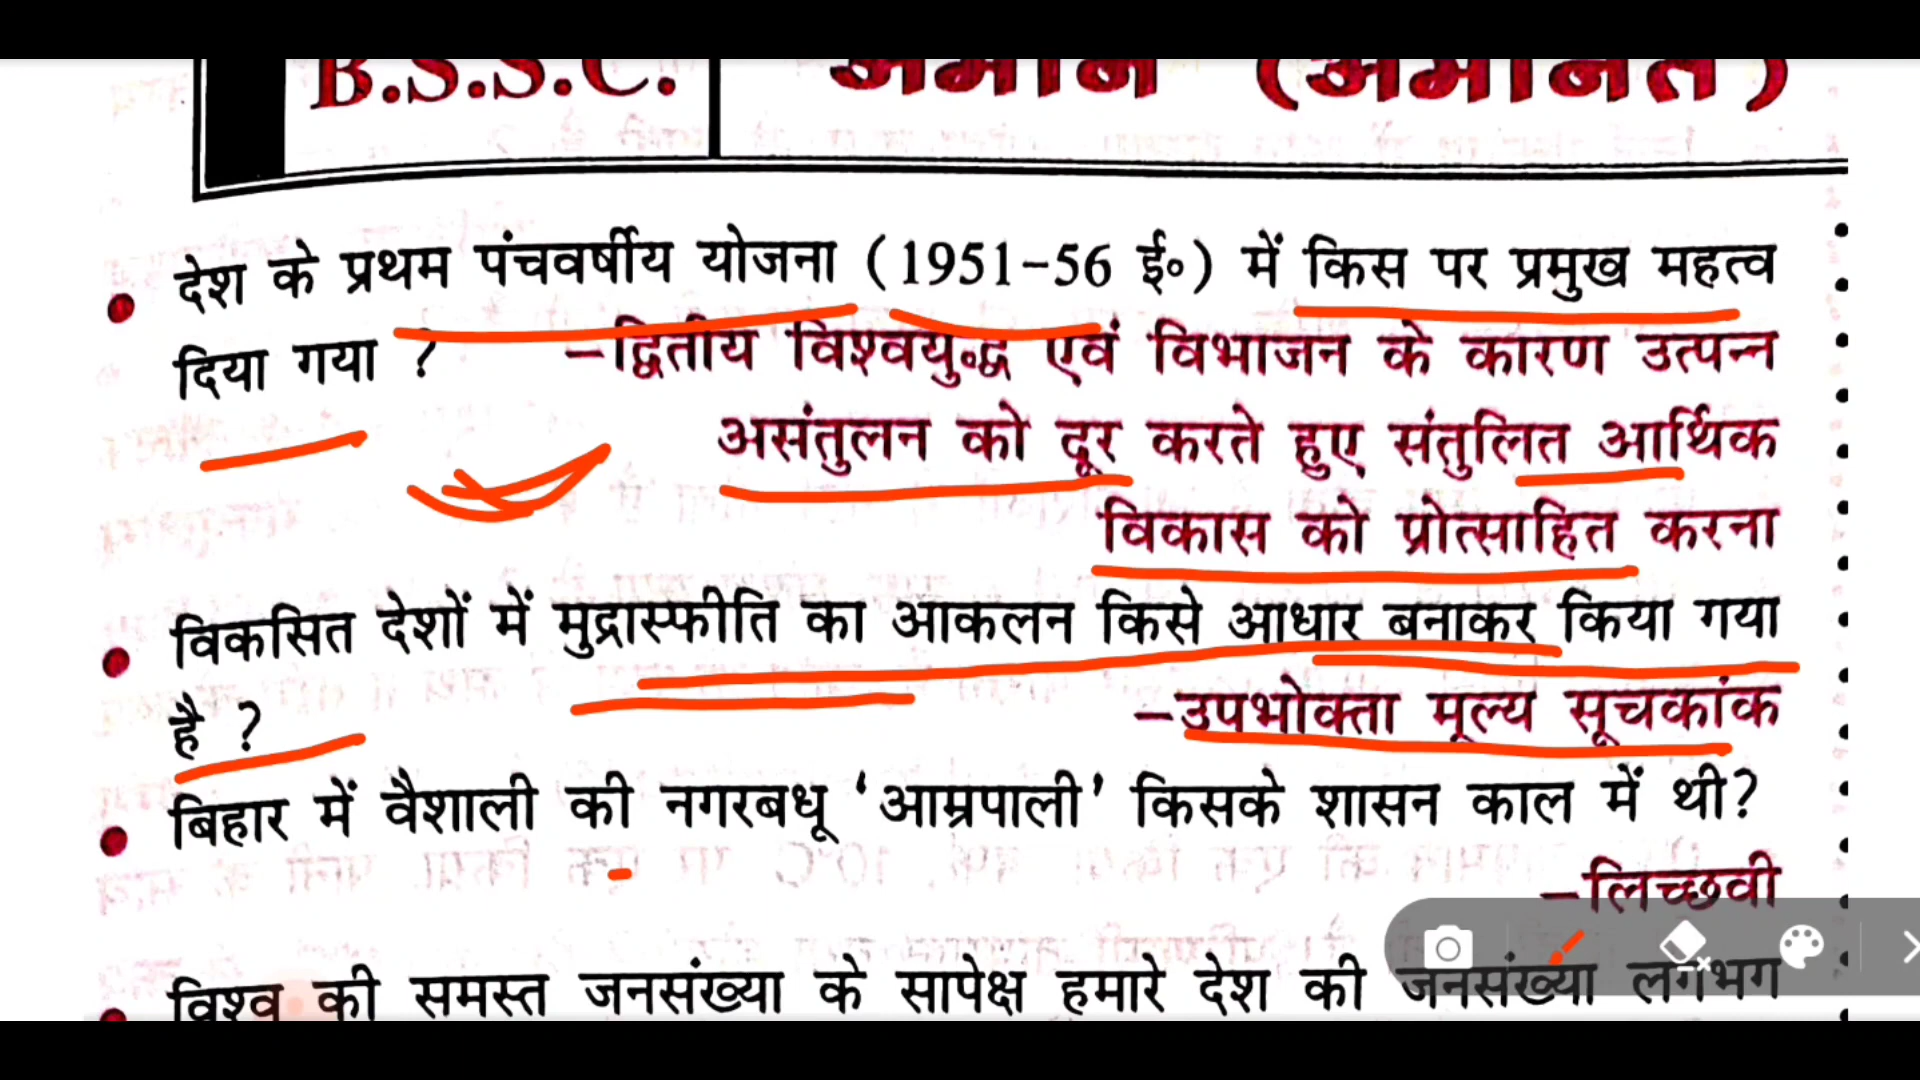 B.S.S.C.
देश के प्रथम पंचवर्षीय योजना (1951-56 ई०) में किस पर प्रमुख महत्व
दिया गया ? –द्वितीय विश्वयुद्ध एवं विभाजन के कारण उत्पन्न
असंतुलन को दूर करते हुए संतुलित आर्थिक
विकास को प्रोत्साहित करना
विकसित देशों में मुद्रास्फीति का आकलन किसे आधार बनाकर किया गया
है ? –उपभोक्ता मूल्य सूचकांक
बिहार में वैशाली की नगरबधू ‘आम्रपाली’ किसके शासन काल में थी?
–लिच्छवी
विश्व की समस्त जनसंख्या के सापेक्ष हमारे देश की जनसंख्या लगभग